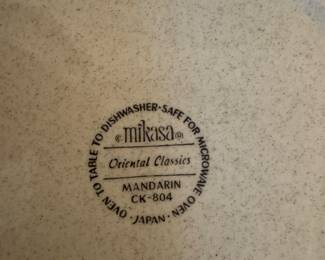 OVEN TO TABLE TO DISHWASHER · SAFE FOR MICROWAVE OVEN · JAPAN ·
mikasa
Oriental Classics
MANDARIN
CK-804